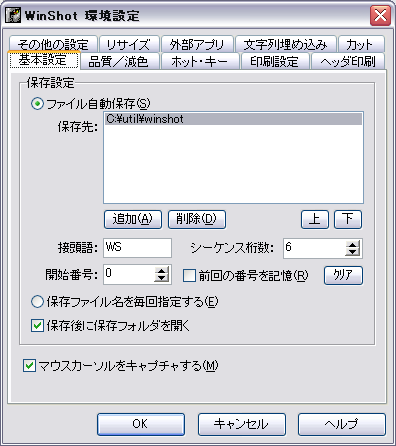 WinShot 環境設定
その他の設定 リサイズ 外部アプリ 文字列埋め込み カット
基本設定 品質／減色 ホット・キー 印刷設定 ヘッダ印刷
保存設定
ファイル自動保存(S)
保存先: C:¥util¥winshot
追加(A) 削除(D) 上 下
接頭語: WS シーケンス桁数: 6
開始番号: 0 前回の番号を記憶(R) クリア
保存ファイル名を毎回指定する(E)
保存後に保存フォルダを開く
マウスカーソルをキャプチャする(M)
OK キャンセル ヘルプ